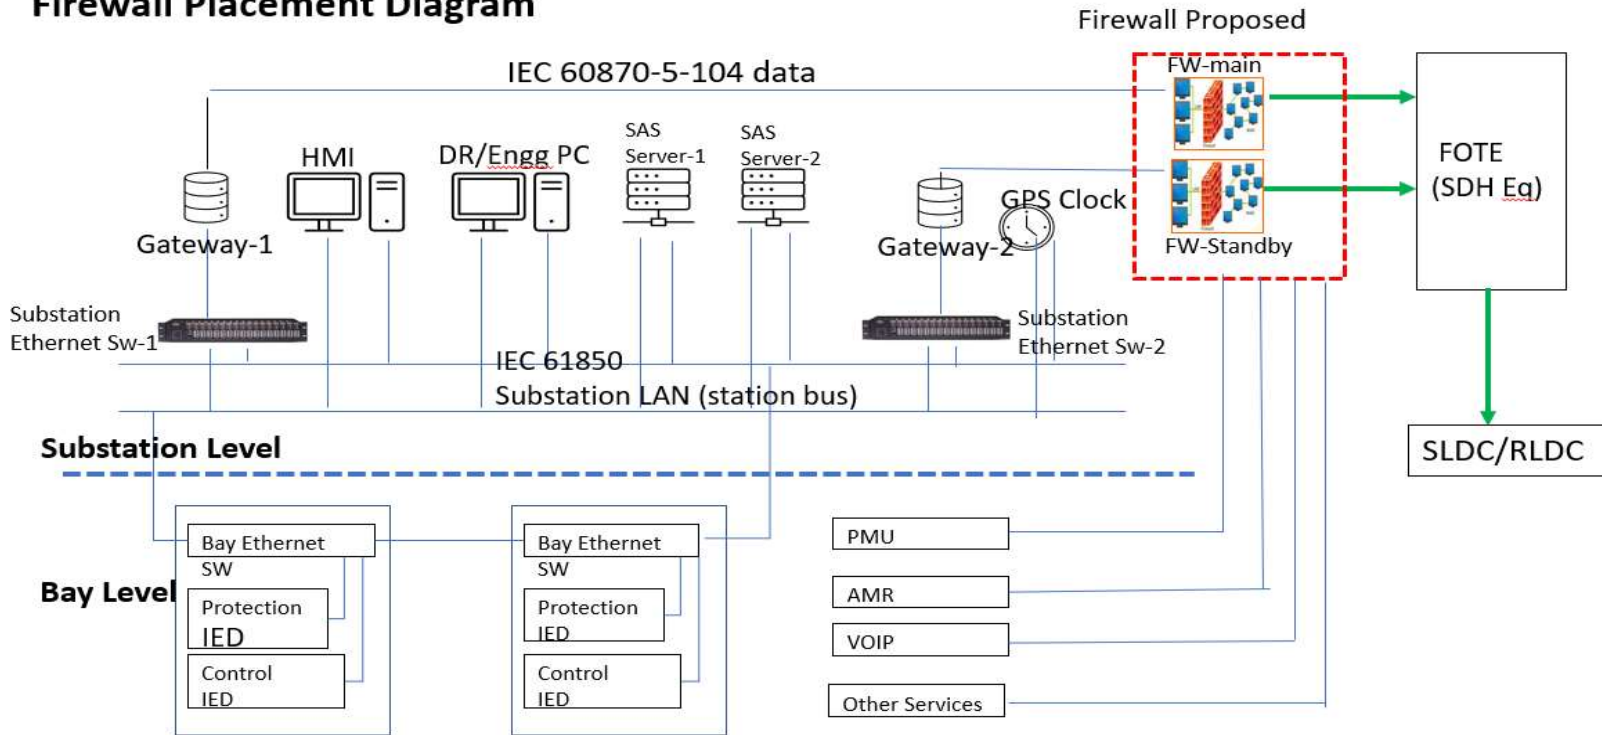 Firewall Placement Diagram
Firewall Proposed
IEC 60870-5-104 data
FW-main
SAS
Server-1
SAS
Server-2
HMI
DR/Engg PC
FOTE
(SDH Eq)
GPS Clock
Gateway-1
Gateway-2
FW-Standby
Substation
Ethernet Sw-1
Substation
Ethernet Sw-2
IEC 61850
Substation LAN (station bus)
Substation Level
SLDC/RLDC
Bay Ethernet
SW
Bay Ethernet
SW
PMU
Bay Level
Protection
IED
Protection
IED
AMR
VOIP
Control
IED
Control
IED
Other Services